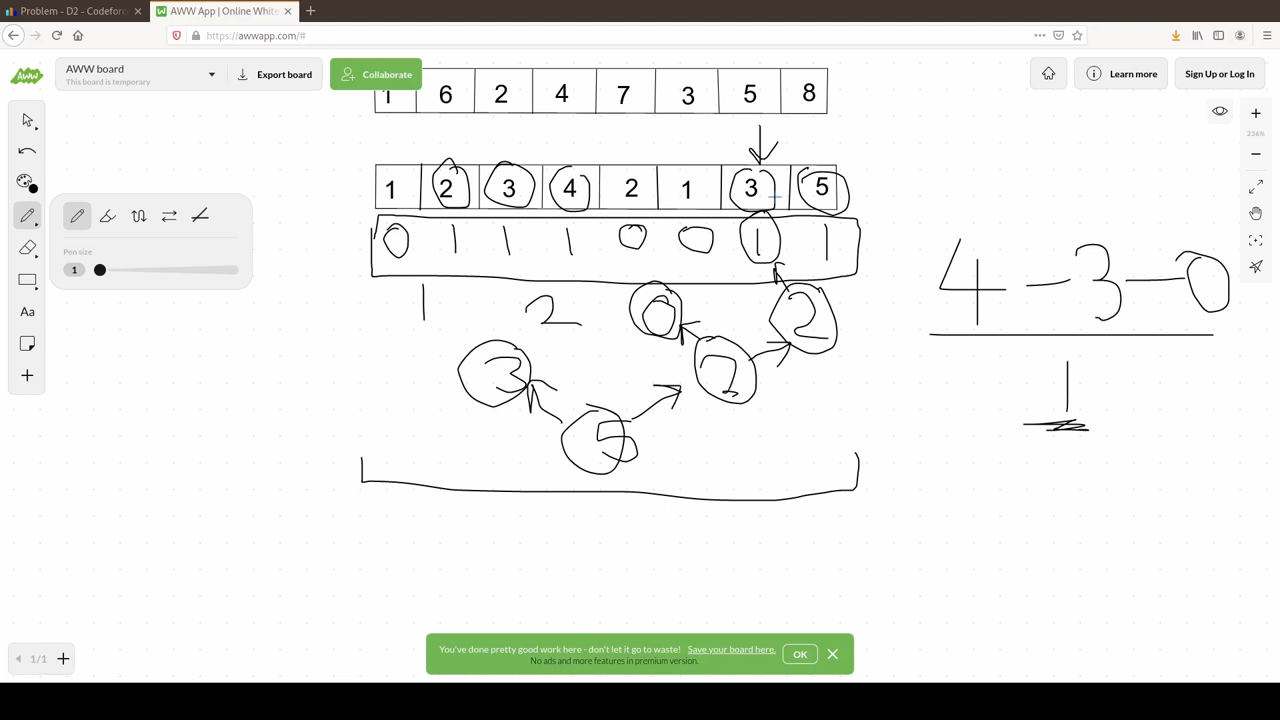 Problem - D2 - Codeforc
AWW App | Online White
https://awwapp.com/#
AWW board
This board is temporary
Export board
Collaborate
Learn more
Sign Up or Log In
1 6 2 4 7 3 5 8
236%
1 2 3 4 2 1 3 5
0 1 1 1 0 0 1 1
Pen size
1
1 2 0 2
3 2
5
4 - 3 - 0
1
Aa
1/1
You've done pretty good work here - don't let it go to waste! Save your board here.
No ads and more features in premium version.
OK